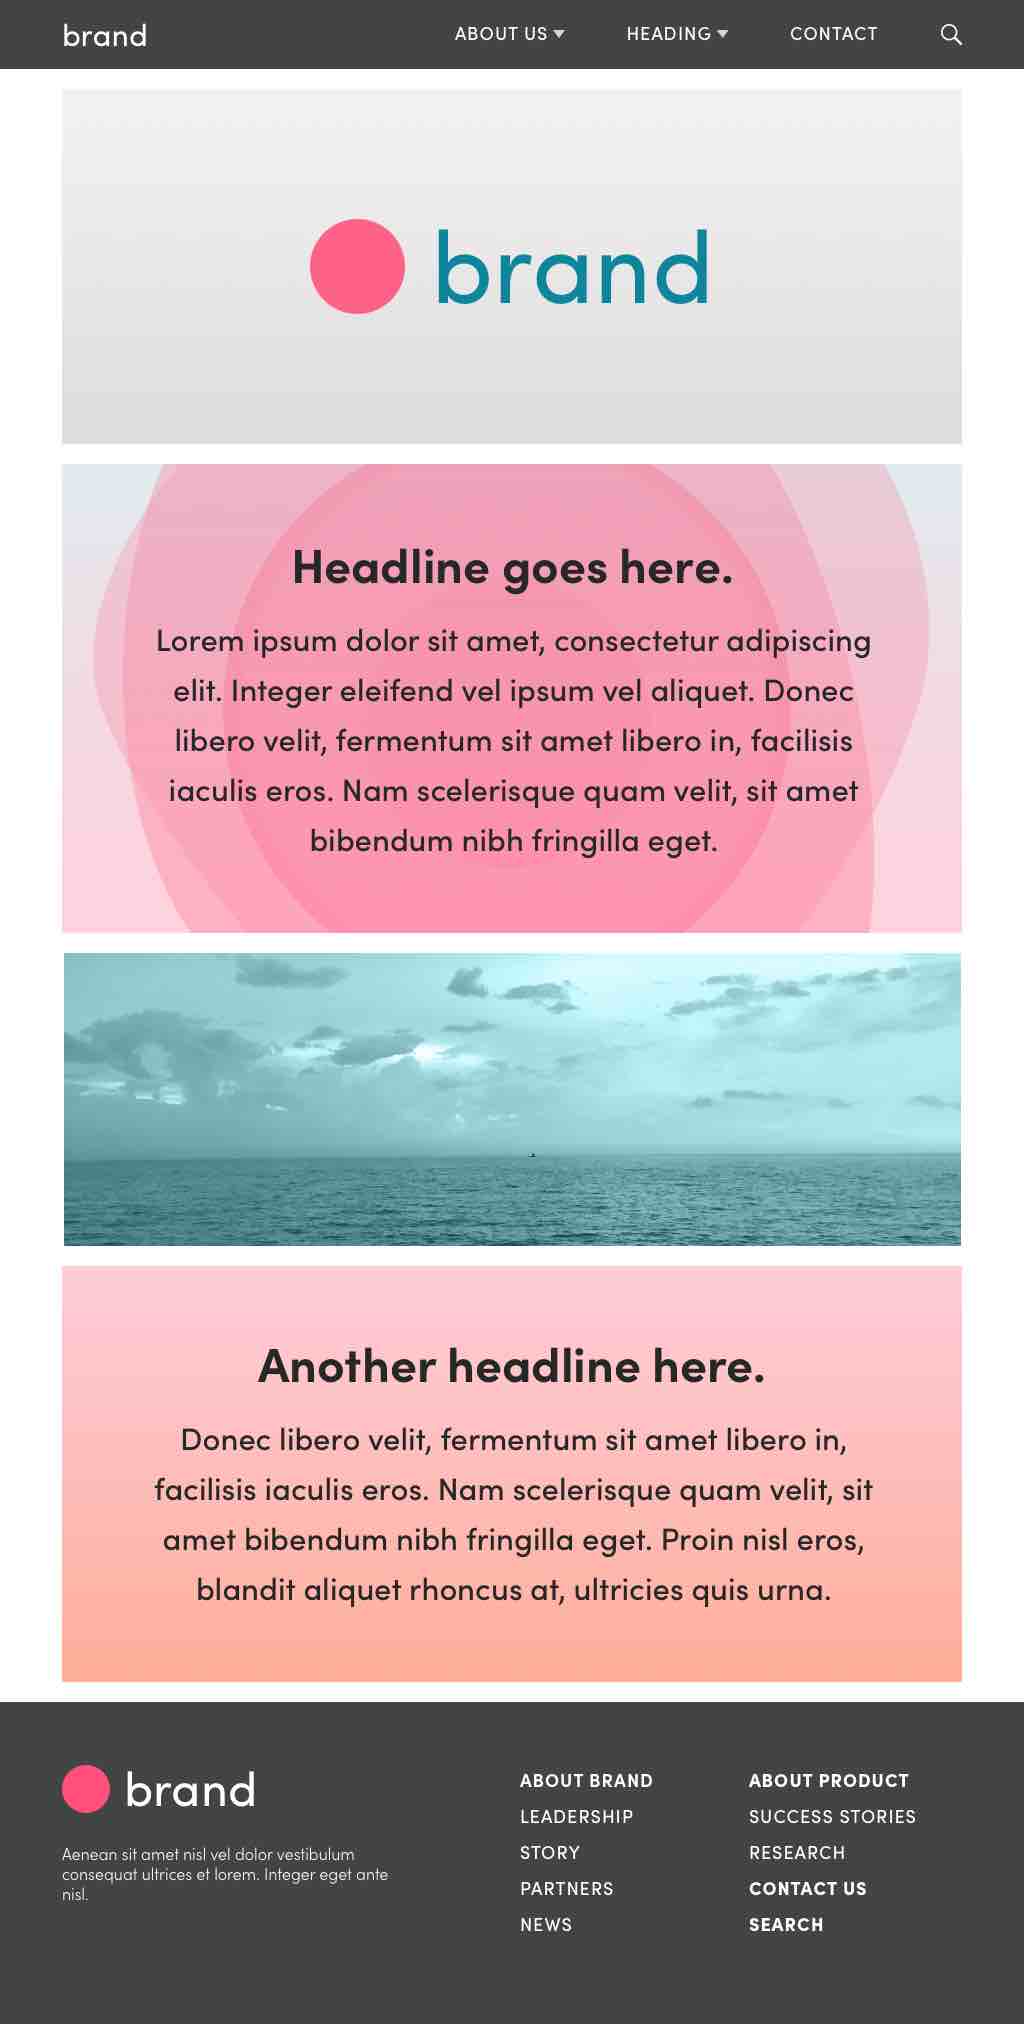 brand
ABOUT US
HEADING
CONTACT
brand
Headline goes here.
Lorem ipsum dolor sit amet, consectetur adipiscing
elit. Integer eleifend vel ipsum vel aliquet. Donec
libero velit, fermentum sit amet libero in, facilisis
iaculis eros. Nam scelerisque quam velit, sit amet
bibendum nibh fringilla eget.
Another headline here.
Donec libero velit, fermentum sit amet libero in,
facilisis iaculis eros. Nam scelerisque quam velit, sit
amet bibendum nibh fringilla eget. Proin nisl eros,
blandit aliquet rhoncus at, ultricies quis urna.
brand
Aenean sit amet nisl vel dolor vestibulum
consequat ultrices et lorem. Integer eget ante
nisl.
ABOUT BRAND
LEADERSHIP
STORY
PARTNERS
NEWS
ABOUT PRODUCT
SUCCESS STORIES
RESEARCH
CONTACT US
SEARCH